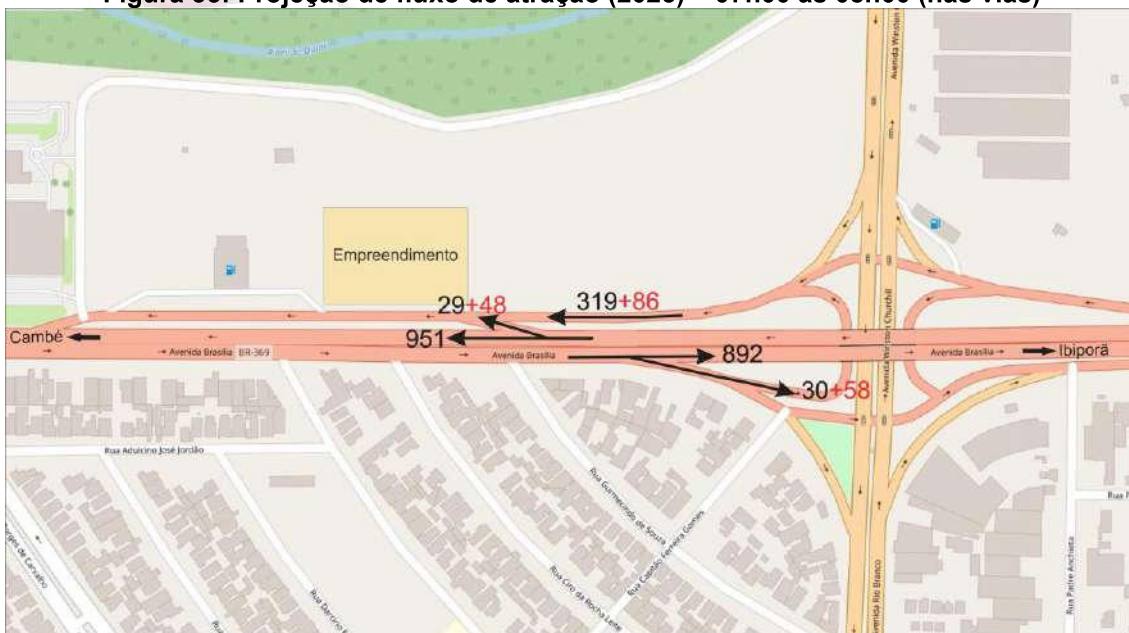 Avenida Winston
Empreendimento
29+48
319+86
Cambé
951
Avenida Brasília
BR-369
Avenida Brasília
892
Avenida Winston Churchill
Avenida Brasília
Ibiporã
30+58
Rua Adulcino José Jordão
Rua Gumercindo de Souza
Rua Capitão Ferreira Gomes
Rua Ciro da Rocha Leite
Avenida Rio Branco
Rua Padre Anchieta